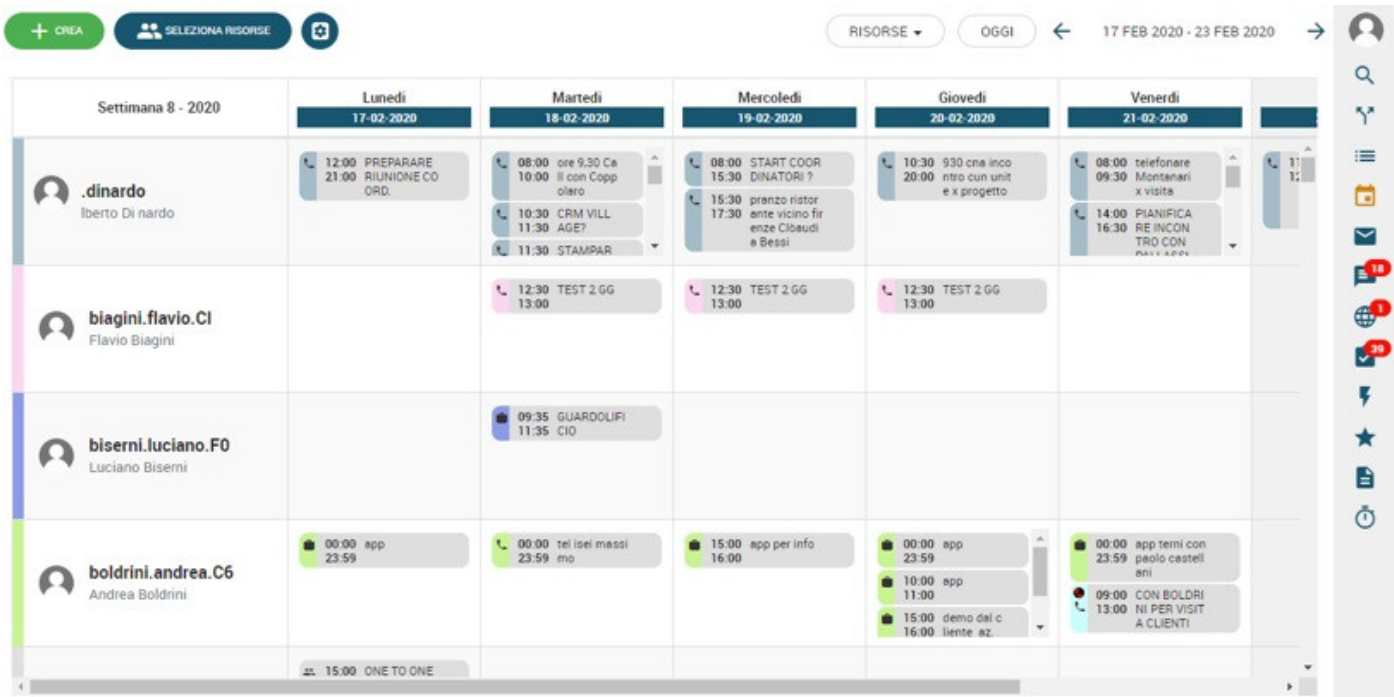 CREA
SELEZIONA RISORSE
RISORSE
OGGI
17 FEB 2020 - 23 FEB 2020
Settimana 8 - 2020
Lunedì
17-02-2020
Martedì
18-02-2020
Mercoledì
19-02-2020
Giovedì
20-02-2020
Venerdì
21-02-2020
.dinardo
lberto Di nardo
12:00 PREPARARE
21:00 RIUNIONE CO
ORD.
08:00 ore 9.30 Ca
10:00 ll con Copp
olaro
10:30 CRM VILL
11:30 AGE?
11:30 STAMPAR
08:00 START COOR
15:30 DINATORI ?
15:30 pranzo ristor
17:30 ante vicino fir
enze Clòaudi
a Bessi
10:30 930 cna inco
20:00 ntro cun unit
e x progetto
08:00 telefonare
09:30 Montanari
x visita
14:00 PIANIFICA
16:30 RE INCON
TRO CON
DALLASSI
biagini.flavio.CI
Flavio Biagini
12:30 TEST 2 GG
13:00
12:30 TEST 2 GG
13:00
12:30 TEST 2 GG
13:00
biserni.luciano.F0
Luciano Biserni
09:35 GUARDOLIFI
11:35 CIO
boldrini.andrea.C6
Andrea Boldrini
00:00 app
23:59
00:00 tel isei massi
23:59 mo
15:00 app per info
16:00
00:00 app
23:59
10:00 app
11:00
15:00 demo dal c
16:00 liente az.
00:00 app terni con
23:59 paolo castell
ani
09:00 CON BOLDRI
13:00 NI PER VISIT
A CLIENTI
15:00 ONE TO ONE
18
1
39